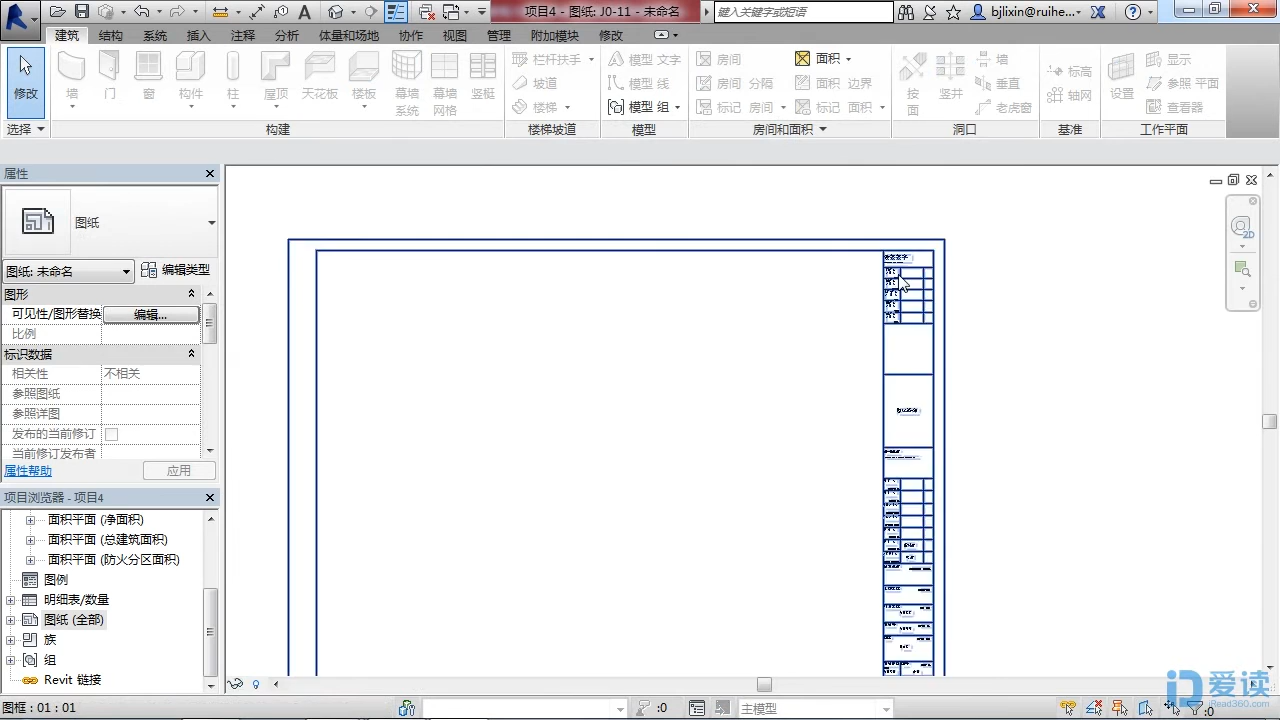 项目4 - 图纸: J0-11 - 未命名
键入关键字或短语
bjlixin@ruihe...
建筑 结构 系统 插入 注释 分析 体量和场地 协作 视图 管理 附加模块 修改
修改
墙 门 窗 构件 柱 屋顶 天花板 楼板 幕墙 系统 幕墙 网格 竖梃
栏杆扶手
坡道
楼梯
模型 文字
模型 线
模型 组
房间
房间 分隔
标记 房间
面积
面积 边界
标记 面积
按面 竖井
墙
垂直
老虎窗
标高
轴网
设置
显示
参照 平面
查看器
选择 构建 楼梯坡道 模型 房间和面积 洞口 基准 工作平面
属性
图纸
图纸: 未命名
编辑类型
图形
可见性/图形替换 编辑...
比例
标识数据
相关性 不相关
参照图纸
参照详图
发布的当前修订
当前修订发布者
属性帮助 应用
项目浏览器 - 项目4
面积平面 (净面积)
面积平面 (总建筑面积)
面积平面 (防火分区面积)
图例
明细表/数量
图纸 (全部)
族
组
Revit 链接
2D
图框 : 01 : 01
:0
主模型
:0
爱读
iRead360.com